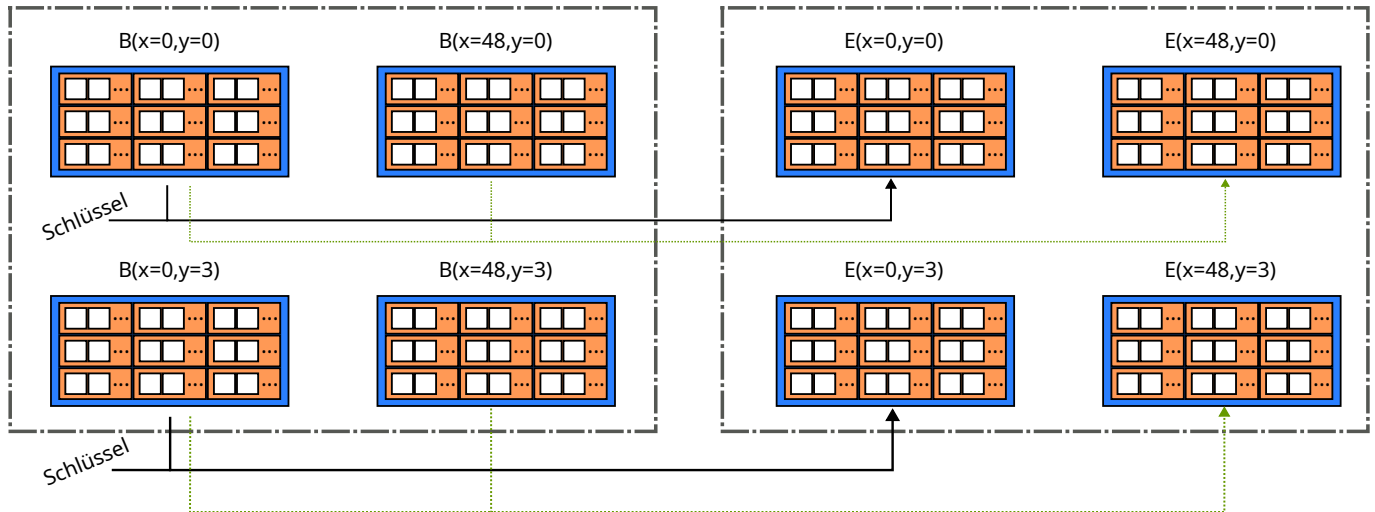 B(x=0,y=0) B(x=48,y=0) E(x=0,y=0) E(x=48,y=0)
Schlüssel
B(x=0,y=3) B(x=48,y=3) E(x=0,y=3) E(x=48,y=3)
Schlüssel